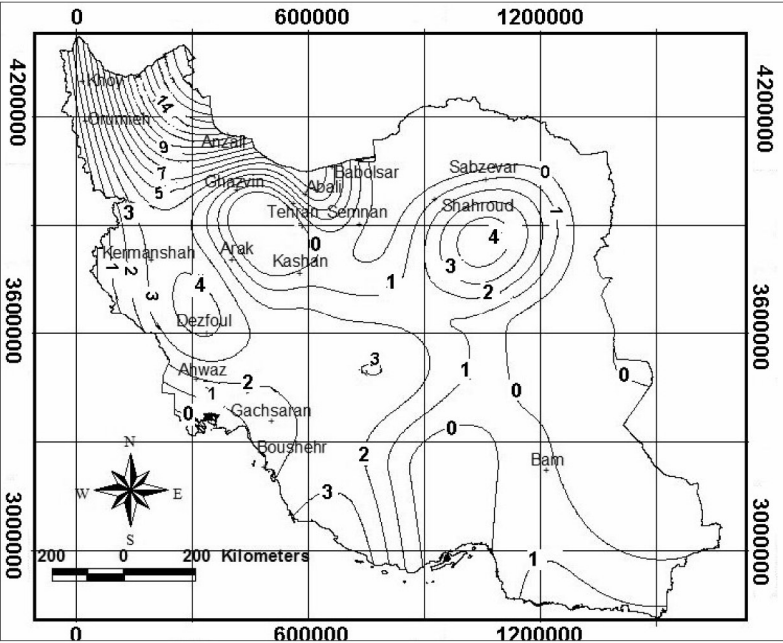 0 600000 1200000
4200000 4200000
Khoy
14
Orumieh
9 Anzali
7 Babolsar Sabzevar 0
5 Ghazvin Abali
3 Tehran Semnan Shahroud 1
0 4
Kermanshah Arak
1 2 Kashan 3
3 4 1 2
3600000 3600000
Dezfoul
3
Ahwaz 1 0
2 0
1
0 Gachsaran 0
N Boushehr 2
Bam
W E 3
3000000 3000000
S
200 0 200 Kilometers 1
0 600000 1200000